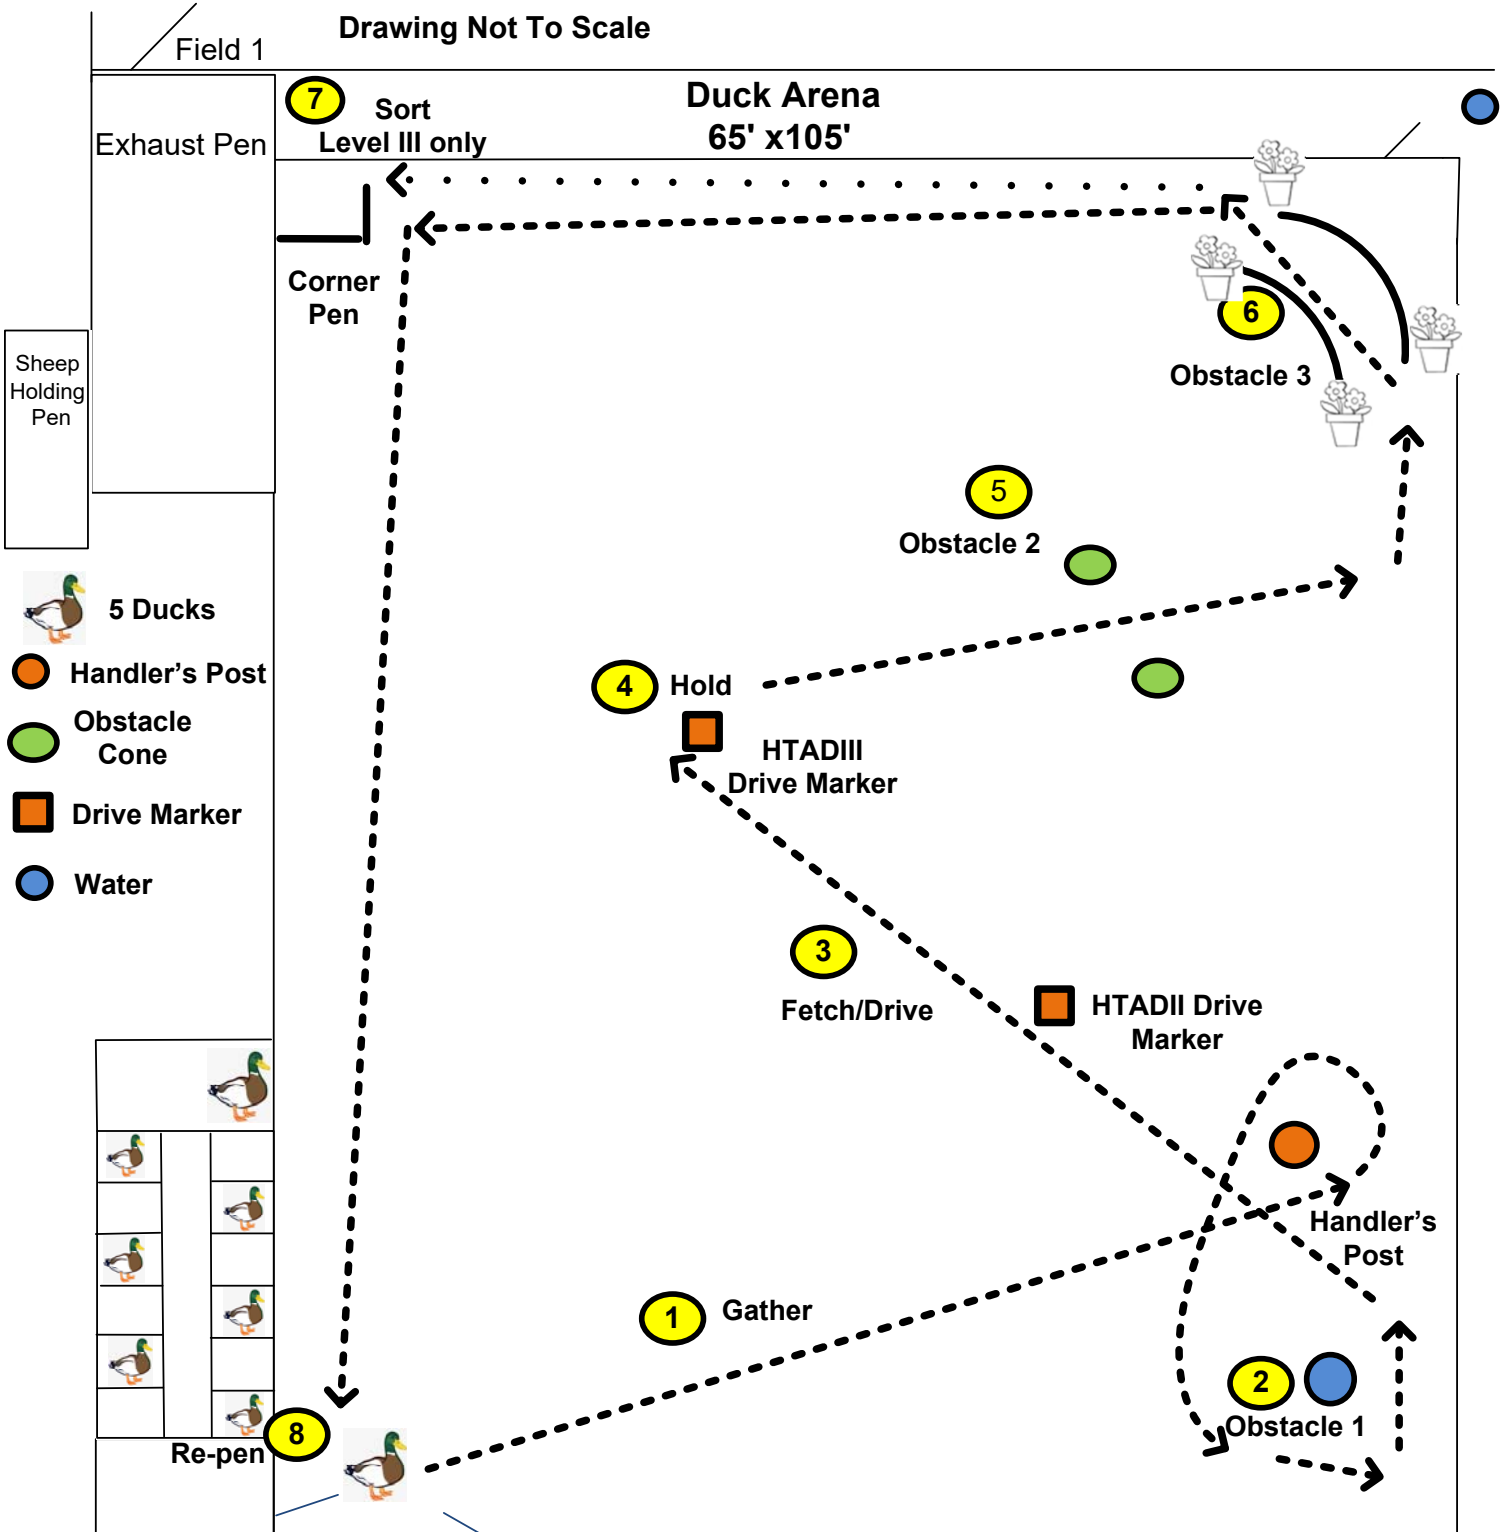 Drawing Not To Scale
Field 1
7
Sort
Level III only
Duck Arena
65' x105'
Exhaust Pen
Corner
Pen
6
Obstacle 3
Sheep
Holding
Pen
5
Obstacle 2
5 Ducks
Handler's Post
Obstacle
Cone
Drive Marker
Water
4
Hold
HTADIII
Drive Marker
3
Fetch/Drive
HTADII Drive
Marker
Handler's
Post
1
Gather
2
Obstacle 1
8
Re-pen